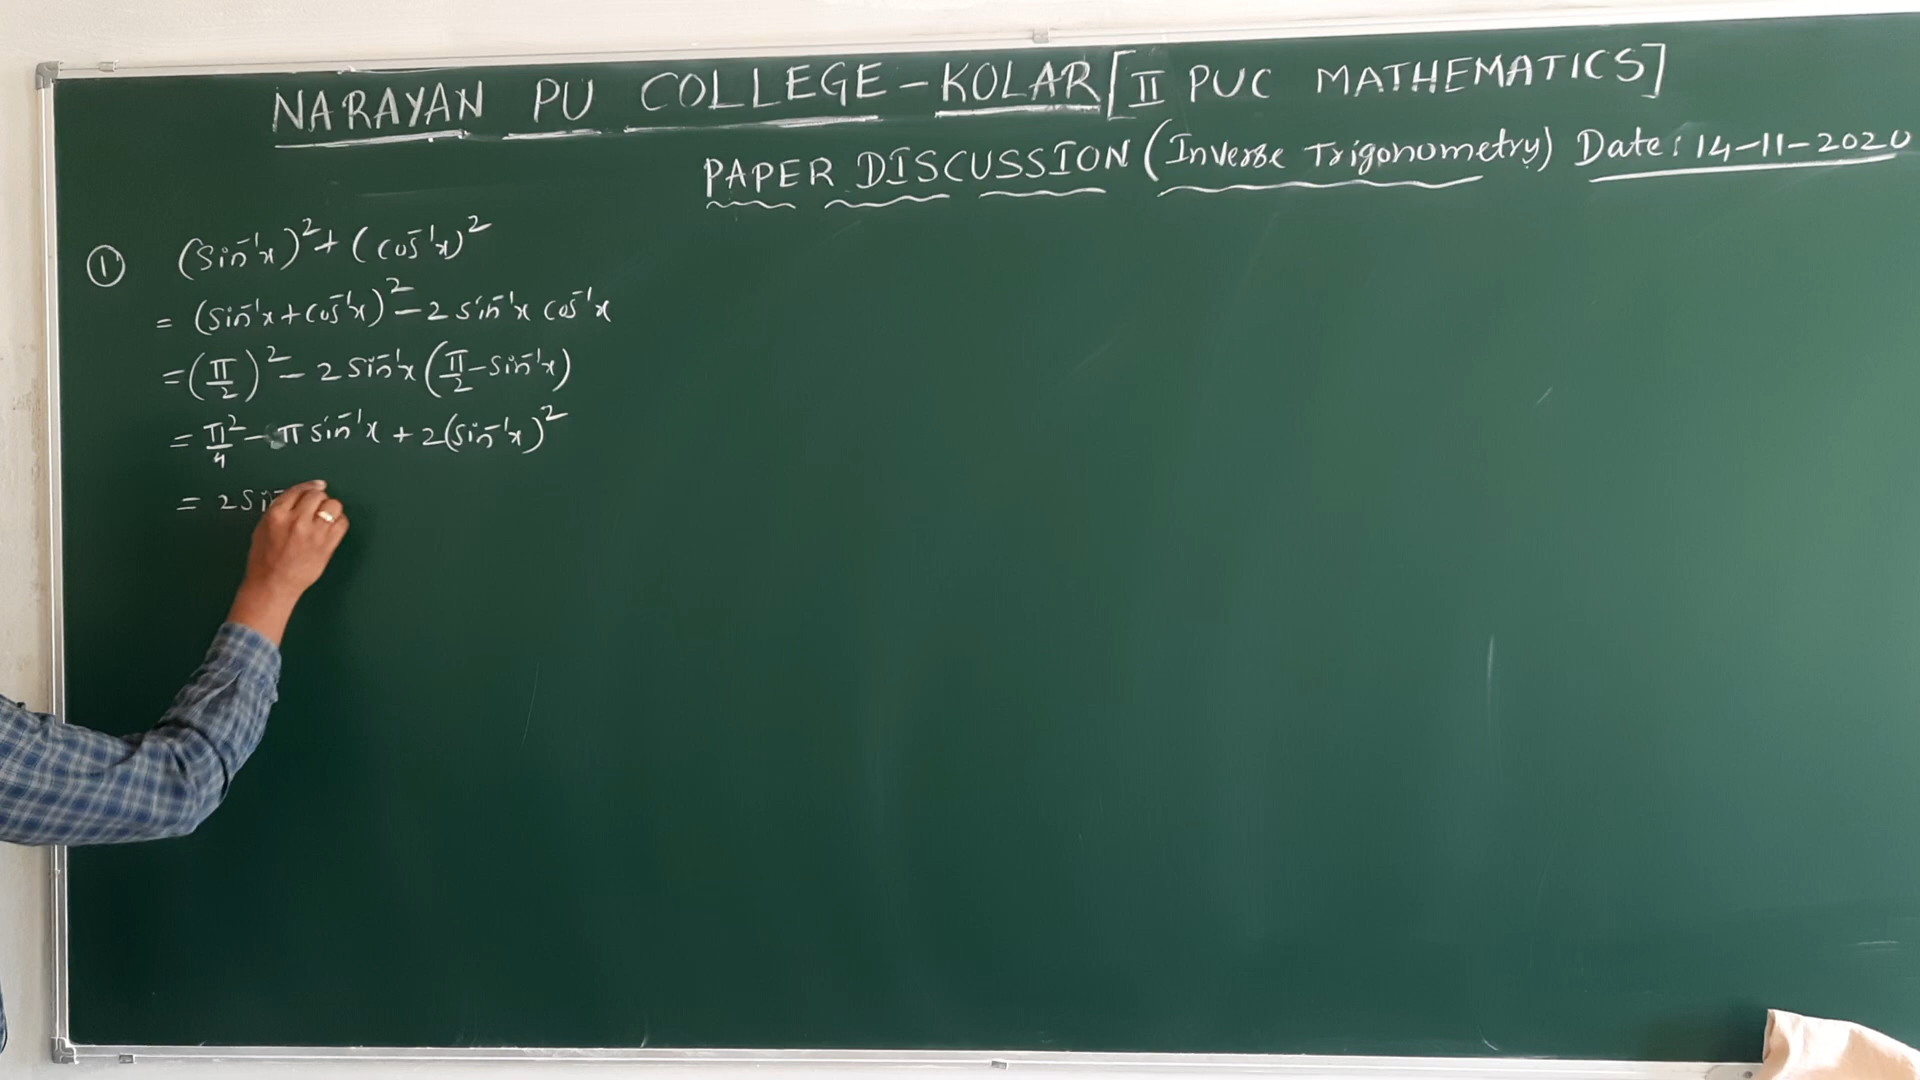 NARAYAN PU COLLEGE - KOLAR [II PUC MATHEMATICS]
PAPER DISCUSSION (Inverse Trigonometry) Date: 14-11-2020
① (Sin⁻¹x)² + (cos⁻¹x)²
= (Sin⁻¹x + cos⁻¹x)² - 2 sin⁻¹x cos⁻¹x
= (π/2)² - 2 sin⁻¹x (π/2 - sin⁻¹x)
= π²/4 - π sin⁻¹x + 2(sin⁻¹x)²
= 2Sin